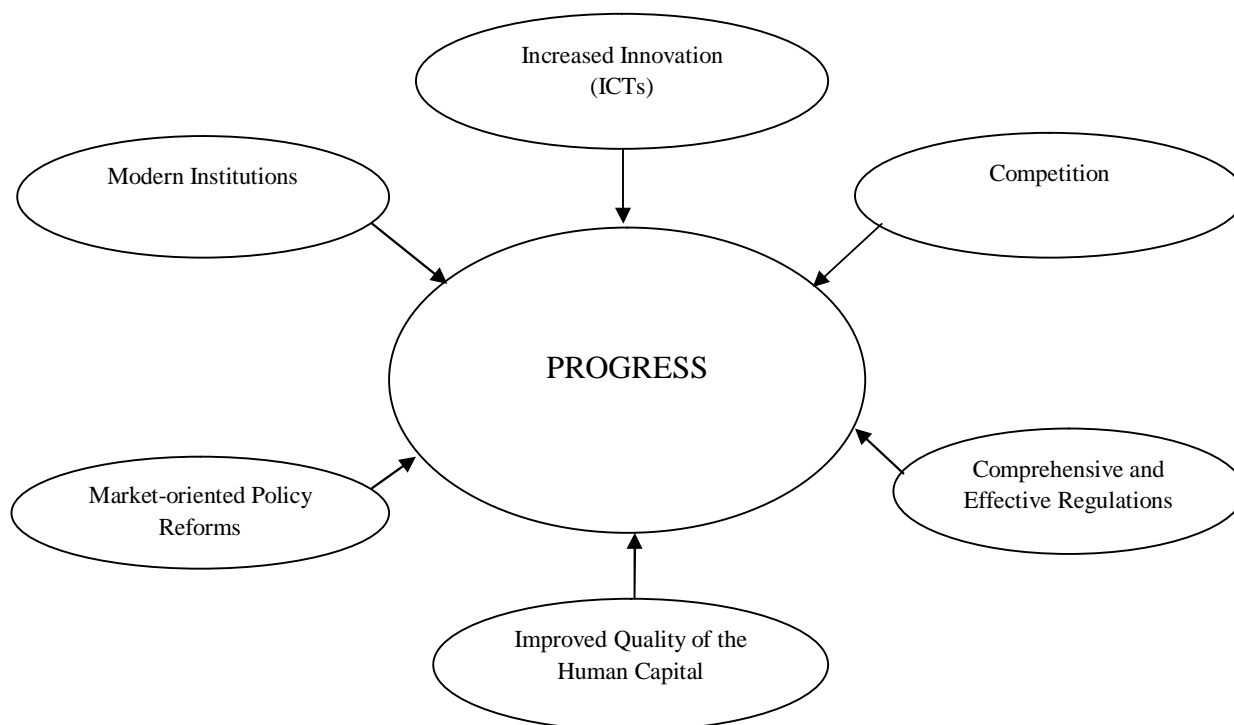 Increased Innovation
(ICTs)
Modern Institutions
Competition
PROGRESS
Market-oriented Policy
Reforms
Comprehensive and
Effective Regulations
Improved Quality of the
Human Capital